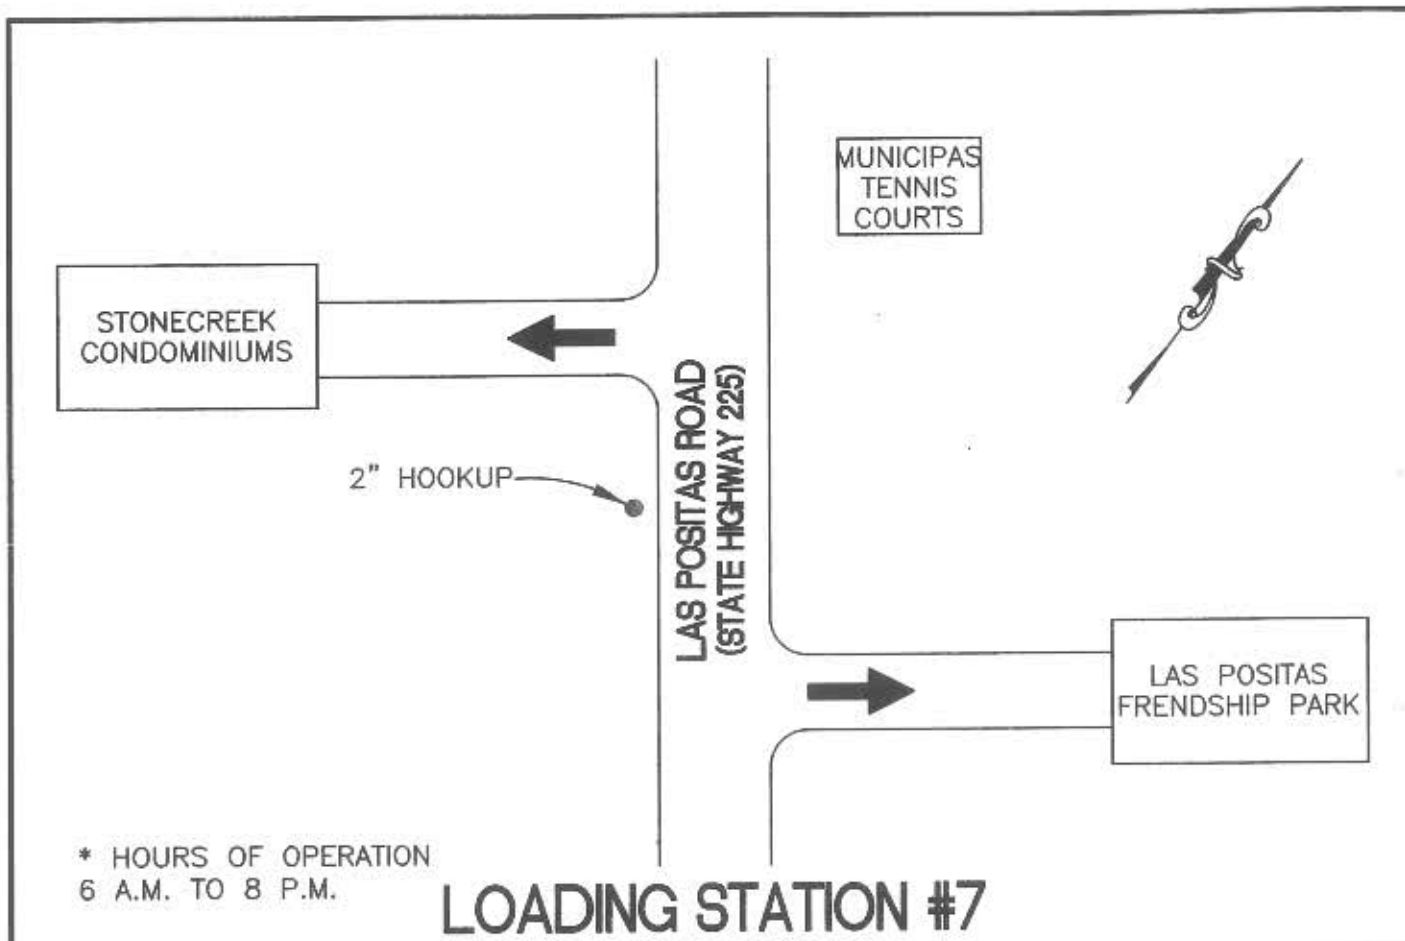 MUNICIPAS
TENNIS
COURTS
STONECREEK
CONDOMINIUMS
LAS POSITAS ROAD
(STATE HIGHWAY 225)
2" HOOKUP
LAS POSITAS
FRENDSHIP PARK
* HOURS OF OPERATION
6 A.M. TO 8 P.M.
LOADING STATION #7